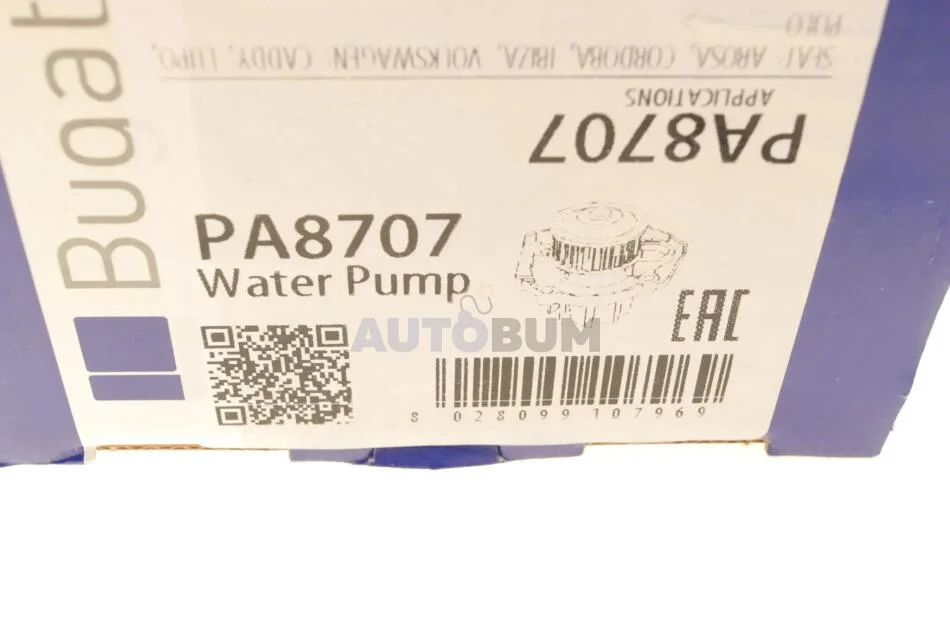 POLO
SEAT: AROSA, CORDOBA, IBIZA, VOLKSWAGEN: CADDY, LUPO,
APPLICATIONS
PA8707
Bugat
PA8707
Water Pump
EAC
AUTOBUM
8 028099 107969